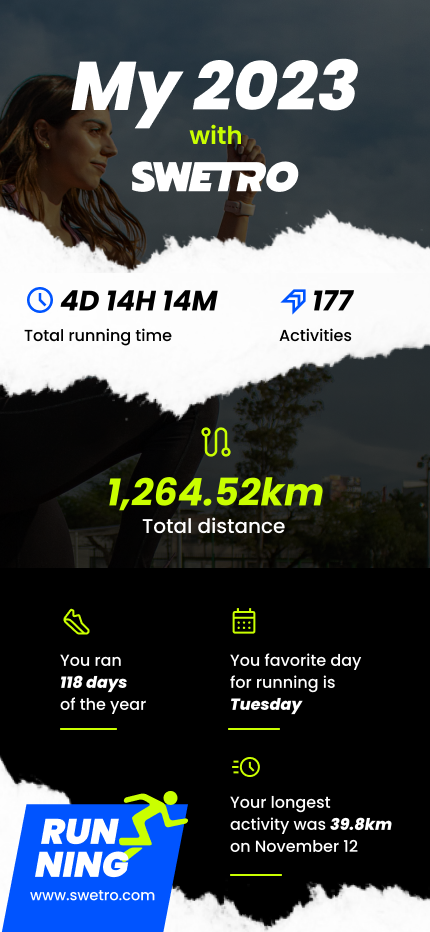 My 2023
with
SWETRO
4D 14H 14M
Total running time
177
Activities
1,264.52km
Total distance
You ran
118 days
of the year
You favorite day
for running is
Tuesday
Your longest
activity was 39.8km
on November 12
RUN
NING
www.swetro.com